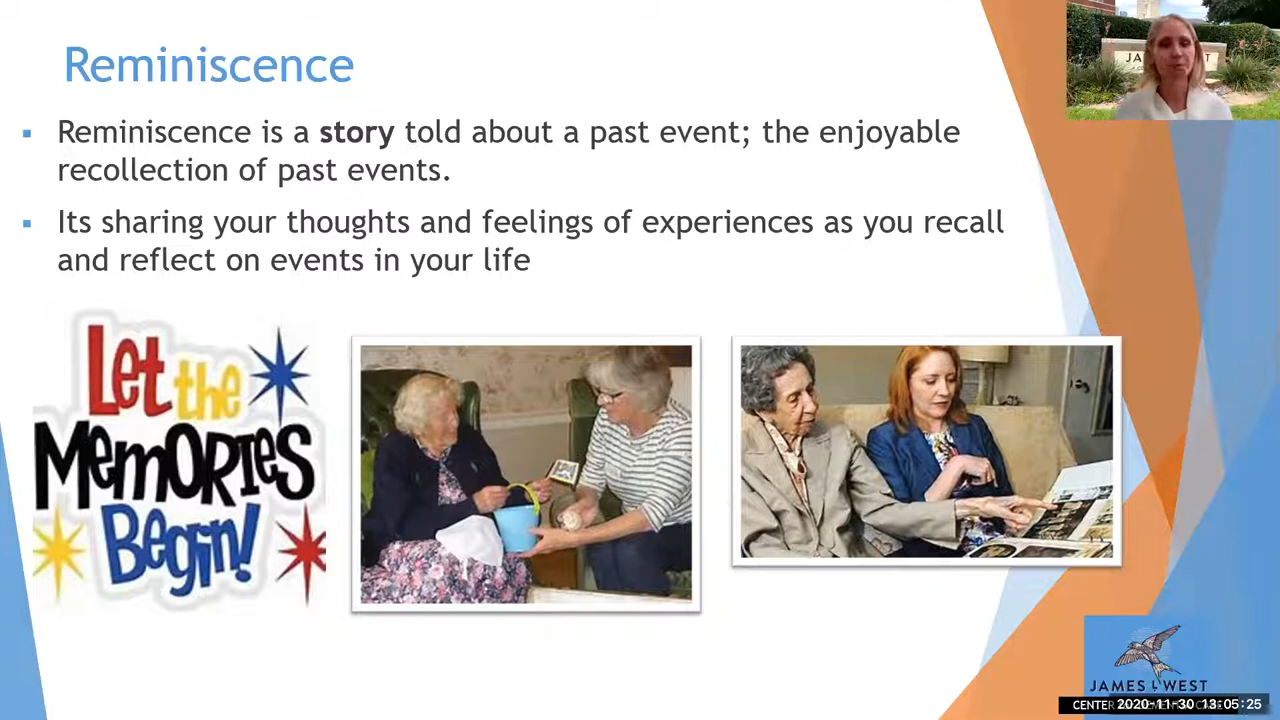 Reminiscence
Reminiscence is a story told about a past event; the enjoyable
recollection of past events.
Its sharing your thoughts and feelings of experiences as you recall
and reflect on events in your life
Let the
Memories
Begin!
JAMES L WEST
CENTER
2020-11-30 13:05:25